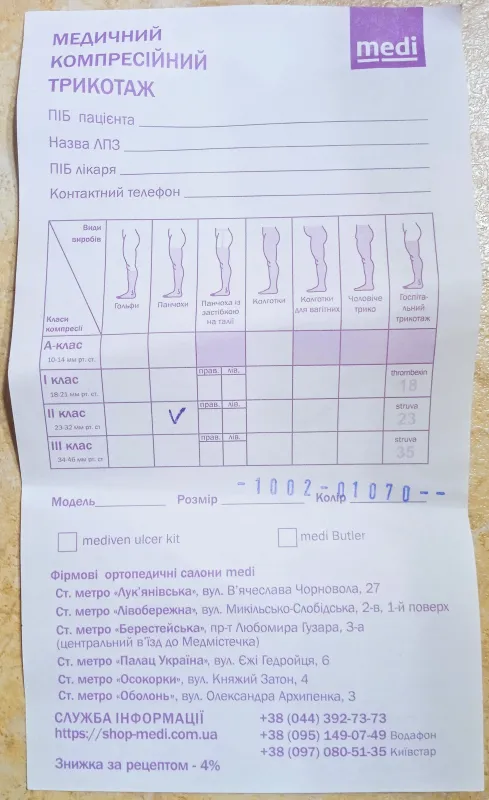 МЕДИЧНИЙ
КОМПРЕСІЙНИЙ
ТРИКОТАЖ
medi
ПІБ пацієнта
Назва ЛПЗ
ПІБ лікаря
Контактний телефон
Види виробів
Класи компресії
Гольфи
Панчохи
Панчоха із застібкою на талії
Колготки
Колготки для вагітних
Чоловіче трико
Госпітальний трикотаж
А-клас
10-14 мм рт. ст.
I клас
18-21 мм рт. ст.
прав. лів.
thrombexin
18
II клас
23-32 мм рт. ст.
V
прав. лів.
struva
23
III клас
34-46 мм рт. ст
прав. лів.
struva
35
-1002-01070--
Модель Розмір Колір
mediven ulcer kit
medi Butler
Фірмові ортопедичні салони medi
Ст. метро «Лук'янівська», вул. В'ячеслава Чорновола, 27
Ст. метро «Лівобережна», вул. Микільсько-Слобідська, 2-в, 1-й поверх
Ст. метро «Берестейська», пр-т Любомира Гузара, 3-а
(центральний в'їзд до Медмістечка)
Ст. метро «Палац Україна», вул. Єжі Ґедройця, 6
Ст. метро «Осокорки», вул. Княжий Затон, 4
Ст. метро «Оболонь», вул. Олександра Архипенка, 3
СЛУЖБА ІНФОРМАЦІЇ +38 (044) 392-73-73
https://shop-medi.com.ua +38 (095) 149-07-49 Водафон
+38 (097) 080-51-35 Київстар
Знижка за рецептом - 4%